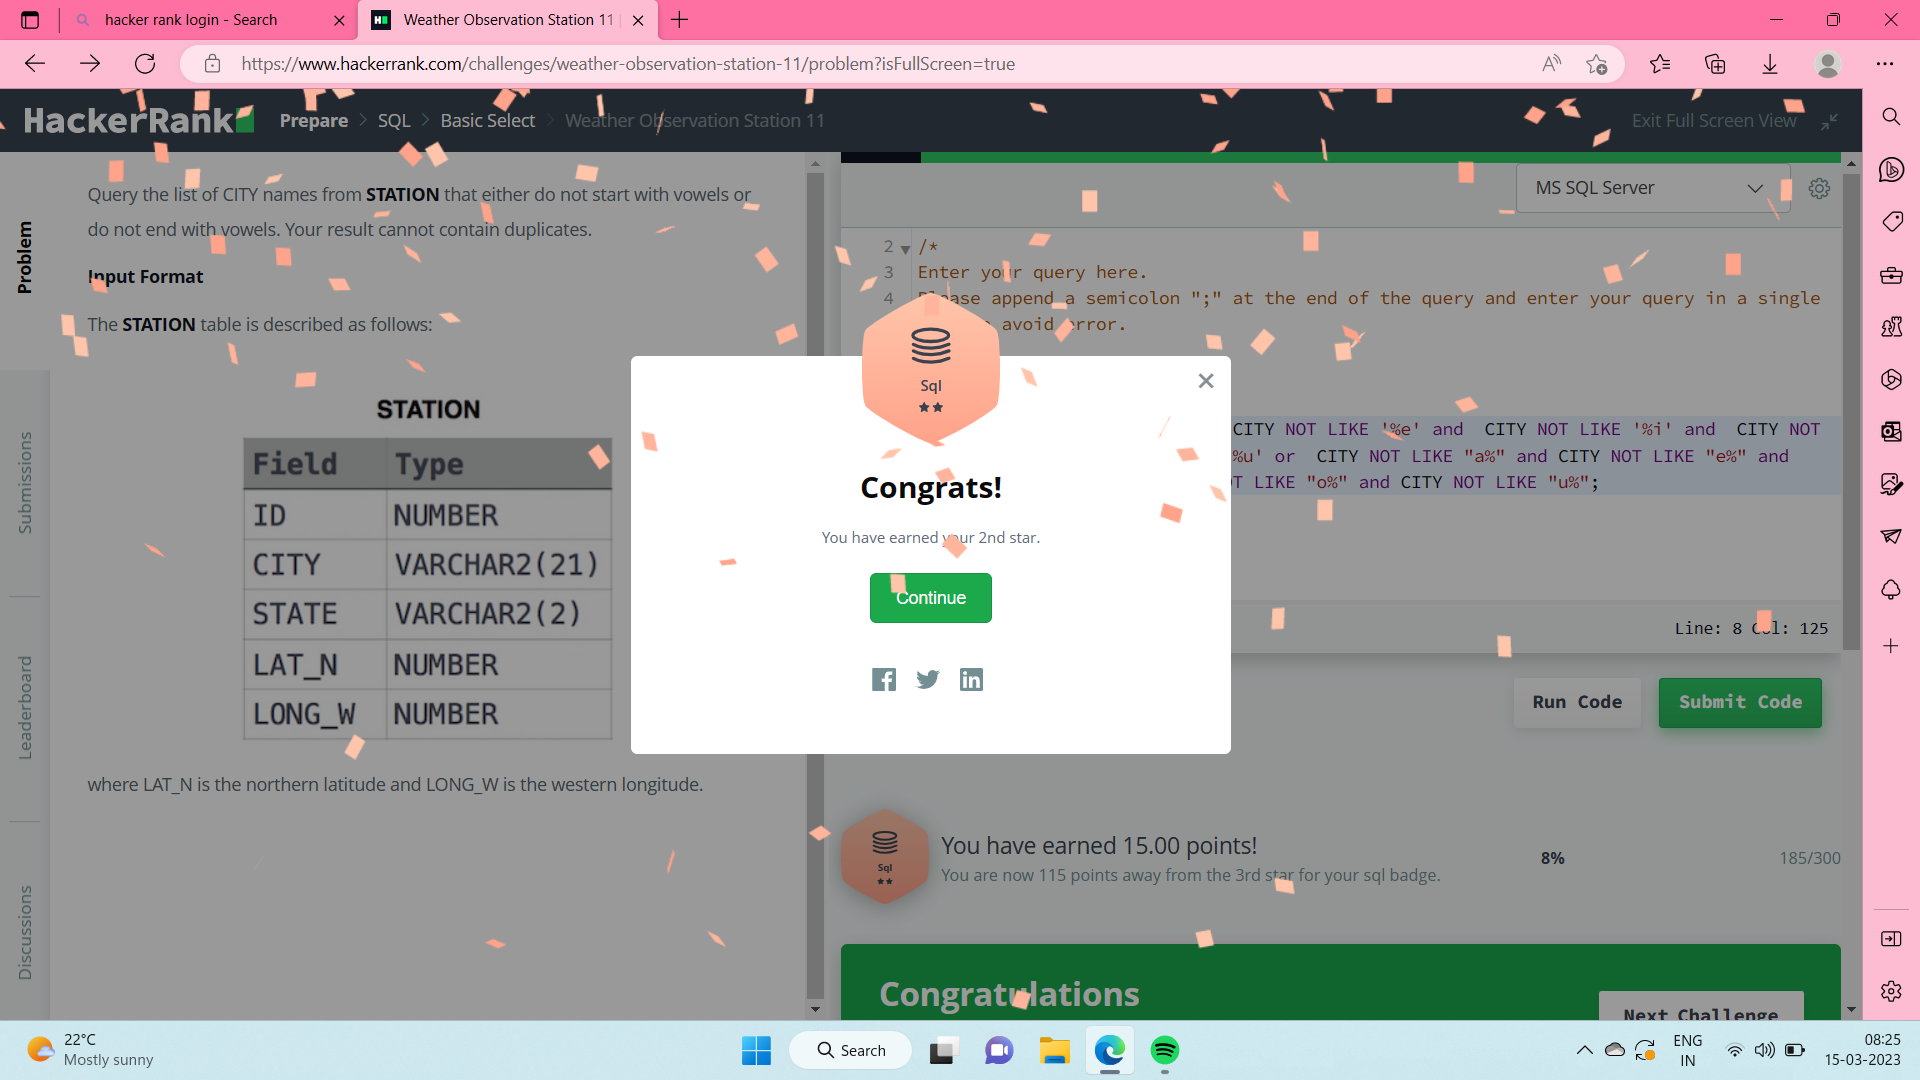 hacker rank login - Search
Weather Observation Station 11
https://www.hackerrank.com/challenges/weather-observation-station-11/problem?isFullScreen=true
HackerRank
Prepare > SQL > Basic Select > Weather Observation Station 11
Exit Full Screen View
Problem
Submissions
Leaderboard
Discussions
Query the list of CITY names from STATION that either do not start with vowels or
do not end with vowels. Your result cannot contain duplicates.
Input Format
The STATION table is described as follows:
STATION
Field Type
ID NUMBER
CITY VARCHAR2(21)
STATE VARCHAR2(2)
LAT_N NUMBER
LONG_W NUMBER
where LAT_N is the northern latitude and LONG_W is the western longitude.
MS SQL Server
2 /*
3 Enter your query here.
4 Please append a semicolon ";" at the end of the query and enter your query in a single
avoid error.
CITY NOT LIKE '%e' and CITY NOT LIKE '%i' and CITY NOT
%u' or CITY NOT LIKE "a%" and CITY NOT LIKE "e%" and
LIKE "o%" and CITY NOT LIKE "u%";
Line: 8 Col: 125
Run Code
Submit Code
Sql
Congrats!
You have earned your 2nd star.
Continue
Sql
You have earned 15.00 points!
You are now 115 points away from the 3rd star for your sql badge.
8%
185/300
Congratulations
Next Challenge
22°C
Mostly sunny
Search
ENG
IN
08:25
15-03-2023